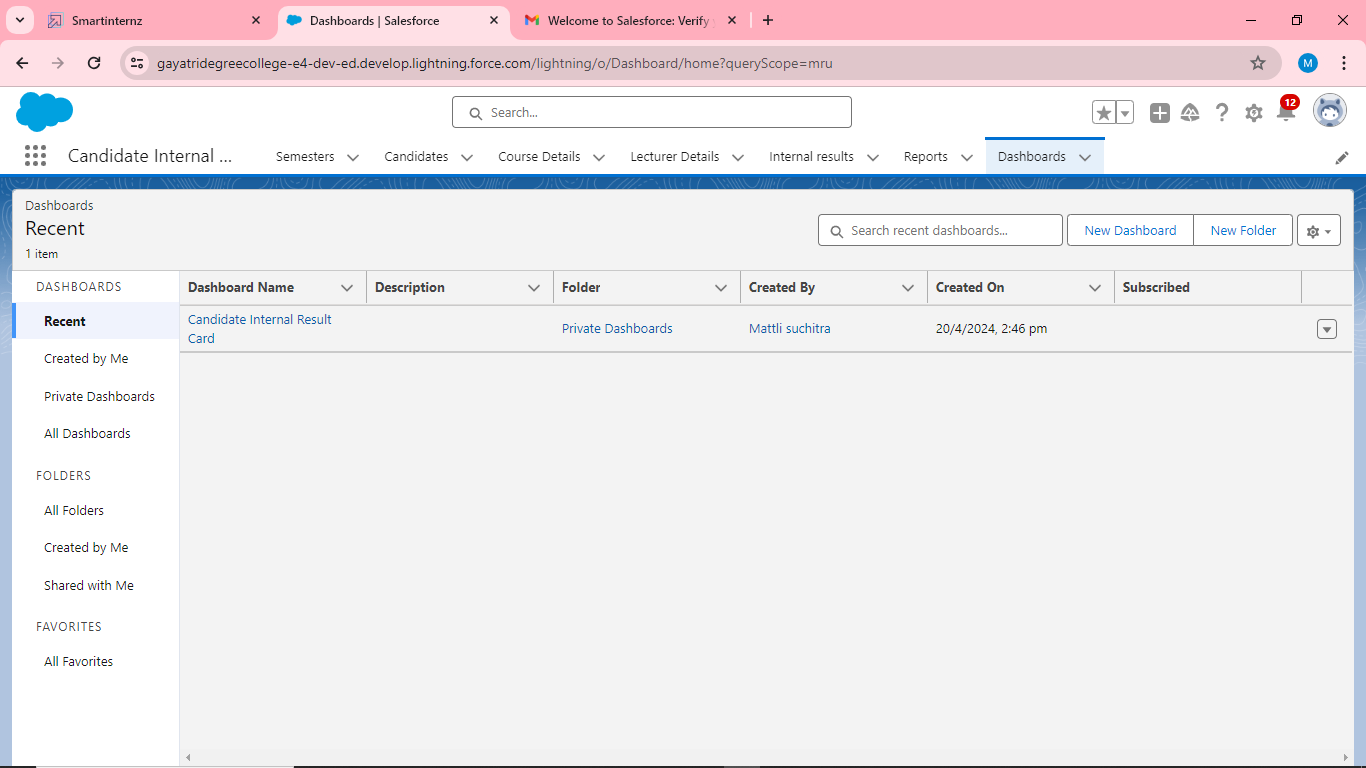 Smartinternz
Dashboards | Salesforce
Welcome to Salesforce: Verify
gayatridegreecollege-e4-dev-ed.develop.lightning.force.com/lightning/o/Dashboard/home?queryScope=mru
M
Search...
12
Candidate Internal ...
Semesters
Candidates
Course Details
Lecturer Details
Internal results
Reports
Dashboards
Dashboards
Recent
1 item
Search recent dashboards...
New Dashboard
New Folder
DASHBOARDS
Recent
Created by Me
Private Dashboards
All Dashboards
FOLDERS
All Folders
Created by Me
Shared with Me
FAVORITES
All Favorites
Dashboard Name
Description
Folder
Created By
Created On
Subscribed
Candidate Internal Result
Card
Private Dashboards
Mattli suchitra
20/4/2024, 2:46 pm